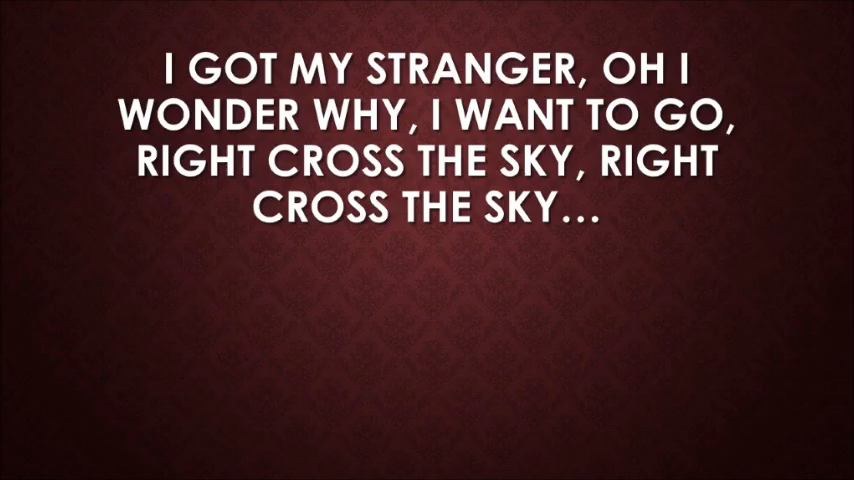 I GOT MY STRANGER, OH I
WONDER WHY, I WANT TO GO,
RIGHT CROSS THE SKY, RIGHT
CROSS THE SKY…